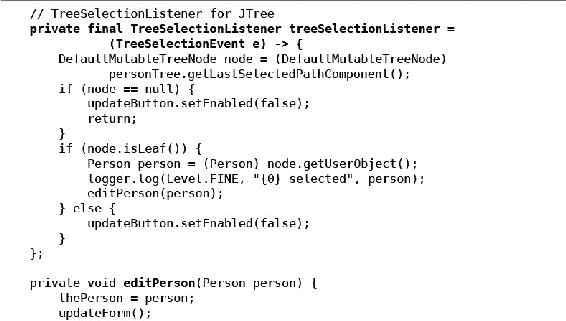 // TreeSelectionListener for JTree
private final TreeSelectionListener treeSelectionListener =
(TreeSelectionEvent e) -> {
DefaultMutableTreeNode node = (DefaultMutableTreeNode)
personTree.getLastSelectedPathComponent();
if (node == null) {
updateButton.setEnabled(false);
return;
}
if (node.isLeaf()) {
Person person = (Person) node.getUserObject();
logger.log(Level.FINE, "{0} selected", person);
editPerson(person);
} else {
updateButton.setEnabled(false);
}
};
private void editPerson(Person person) {
thePerson = person;
updateForm();